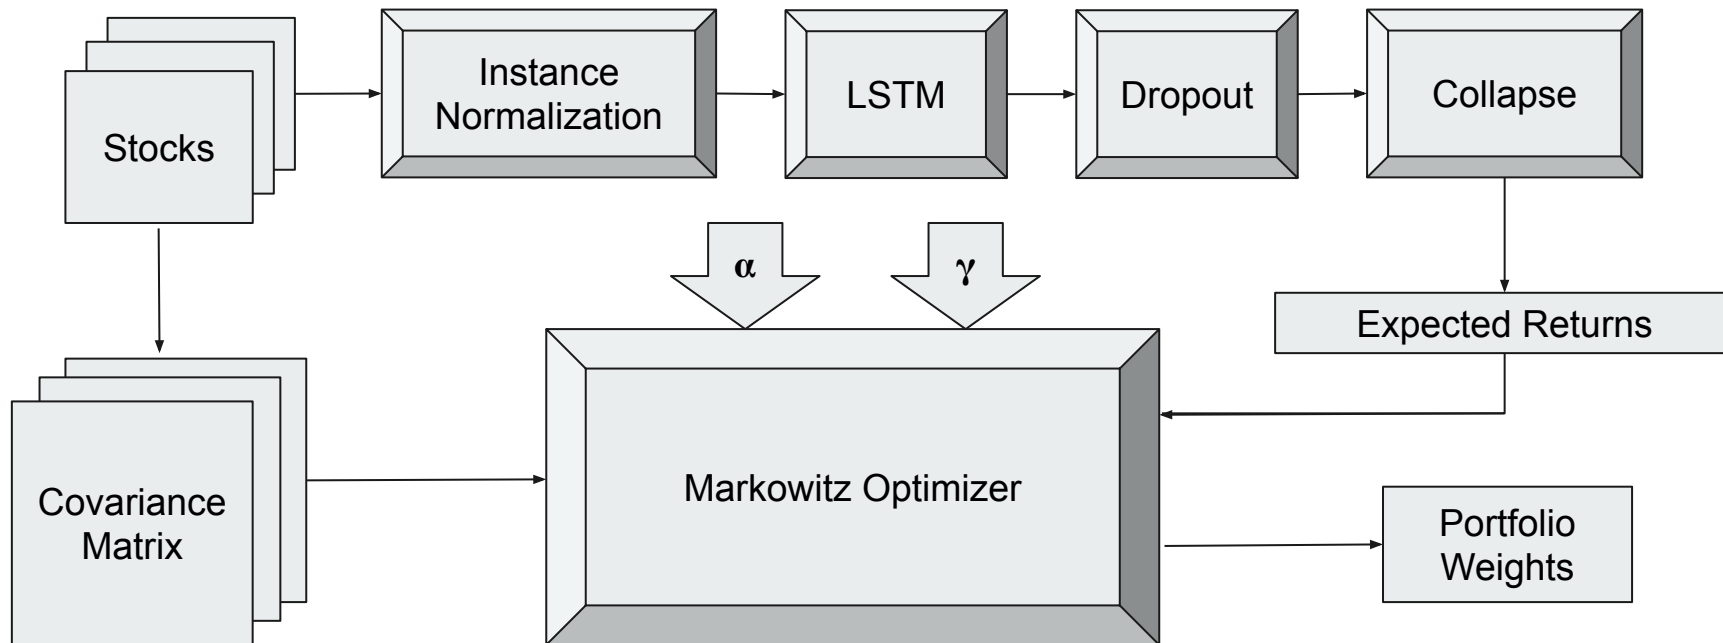 Stocks
Instance
Normalization
LSTM
Dropout
Collapse
α
γ
Expected Returns
Covariance
Matrix
Markowitz Optimizer
Portfolio
Weights